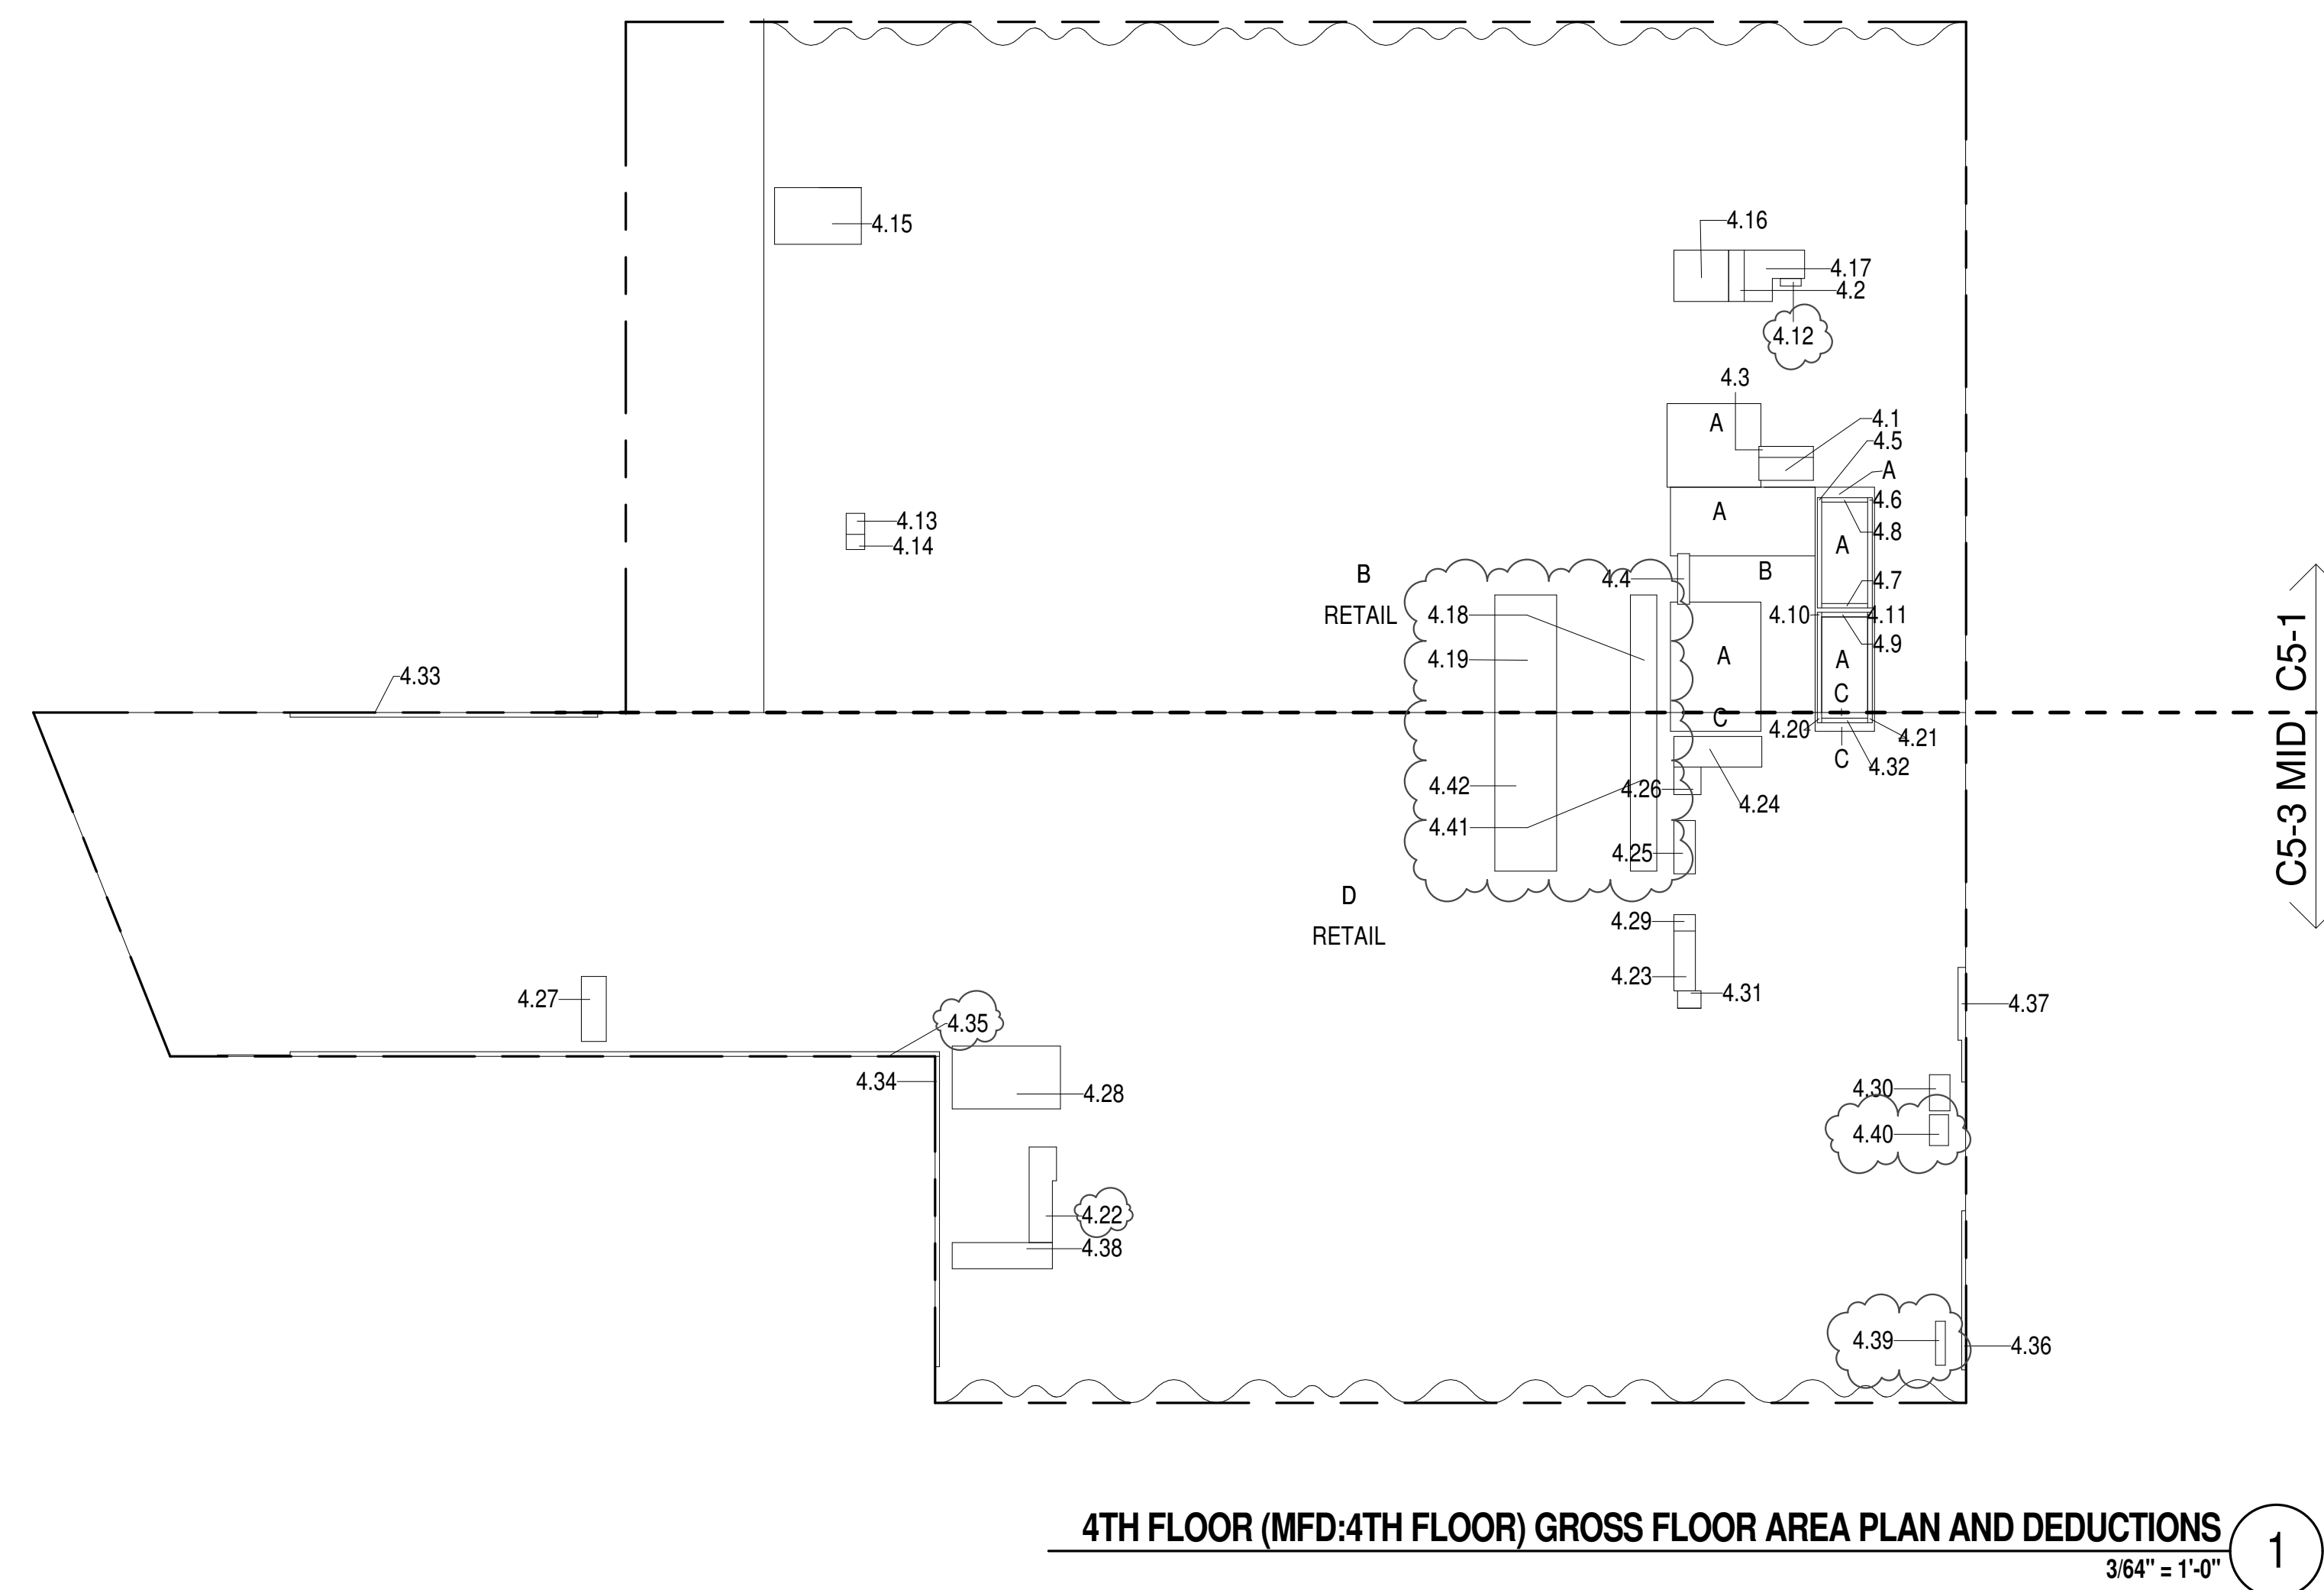 4.15
4.16
4.17
4.2
4.12
4.3
A
4.1
4.5
A
4.6
A
4.8
4.13
4.14
A
B
B
4.4
4.7
RETAIL
4.18
4.10
4.11
4.9
4.19
A
A
4.33
C
C
4.20
4.21
C
4.32
4.42
4.26
4.24
4.41
4.25
C5-3 MID C5-1
D
4.29
RETAIL
4.23
4.31
4.27
4.37
4.35
4.34
4.28
4.30
4.40
4.22
4.38
4.39
4.36
4TH FLOOR (MFD:4TH FLOOR) GROSS FLOOR AREA PLAN AND DEDUCTIONS
1
3/64" = 1'-0"